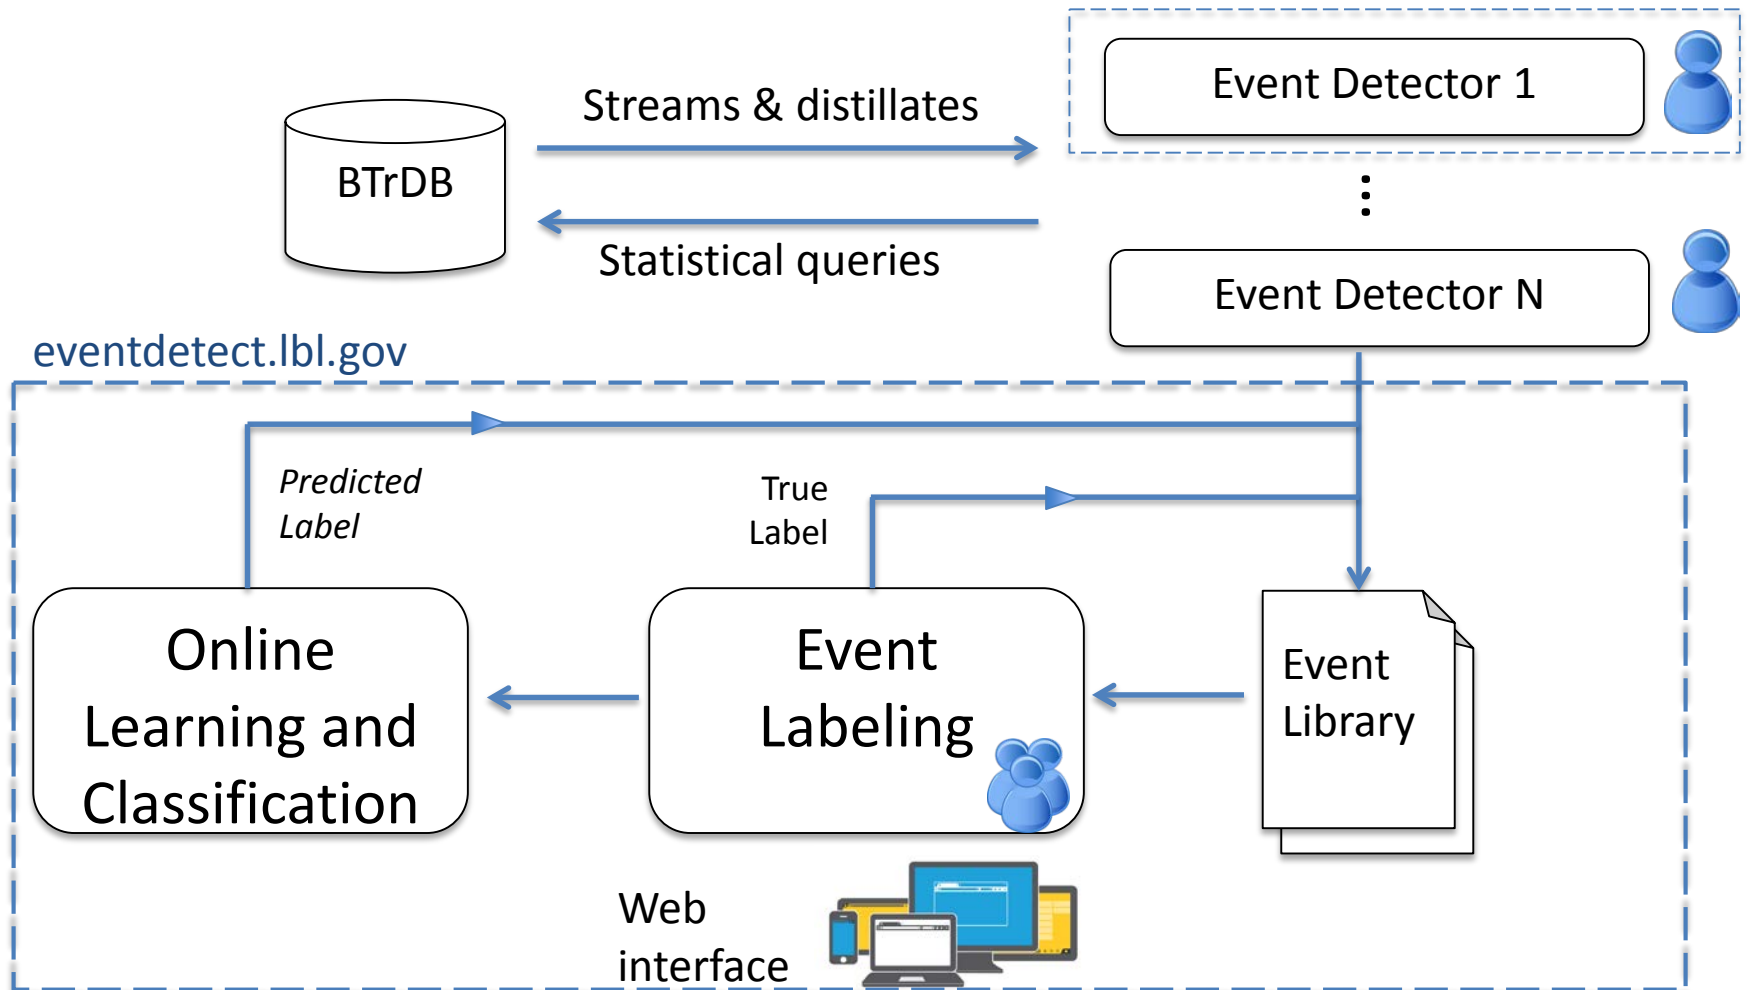 Event Detector 1
Streams & distillates
BTrDB
⋮
Statistical queries
Event Detector N
eventdetect.lbl.gov
Predicted
Label
True
Label
Online
Learning and
Classification
Event
Labeling
Event
Library
Web
interface